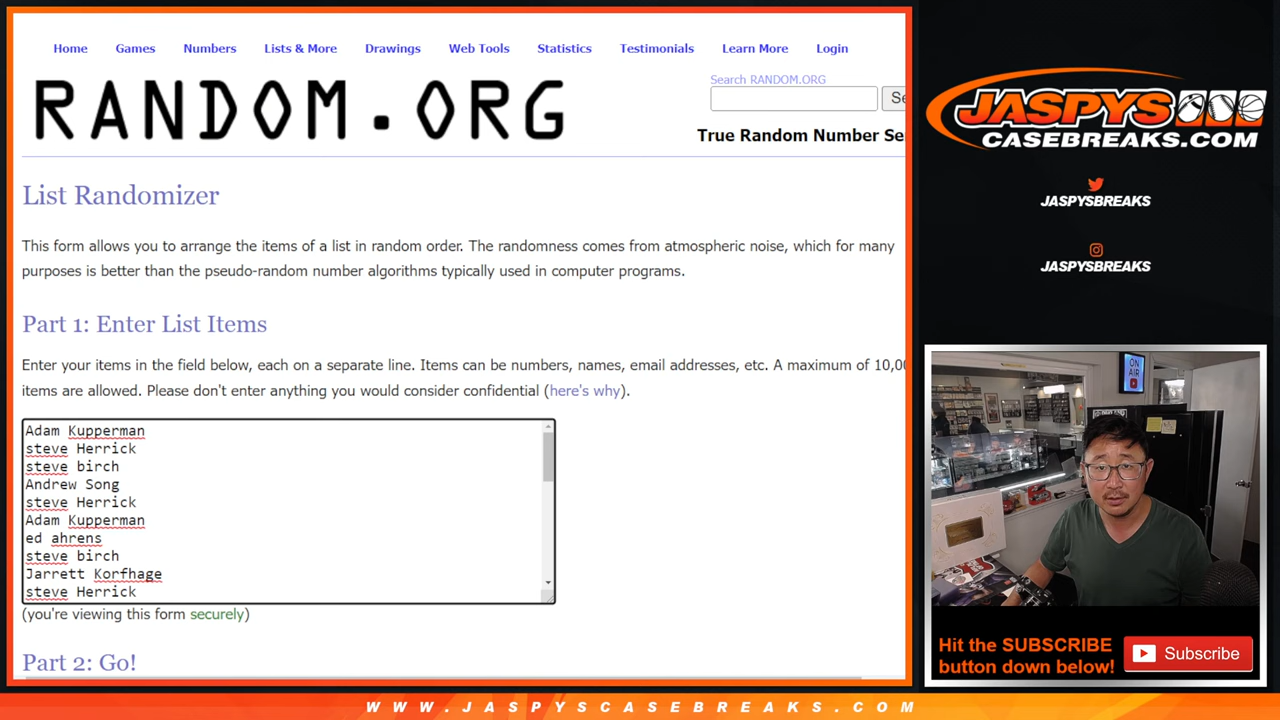 Home Games Numbers Lists & More Drawings Web Tools Statistics Testimonials Learn More Login
RANDOM.ORG
Search RANDOM.ORG
Se
True Random Number Se
List Randomizer
This form allows you to arrange the items of a list in random order. The randomness comes from atmospheric noise, which for many
purposes is better than the pseudo-random number algorithms typically used in computer programs.
Part 1: Enter List Items
Enter your items in the field below, each on a separate line. Items can be numbers, names, email addresses, etc. A maximum of 10,00
items are allowed. Please don't enter anything you would consider confidential (here's why).
Adam Kupperman
steve Herrick
steve birch
Andrew Song
steve Herrick
Adam Kupperman
ed ahrens
steve birch
Jarrett Korfhage
steve Herrick
(you're viewing this form securely)
Part 2: Go!
JASPYS
CASEBREAKS.COM
JASPYSBREAKS
JASPYSBREAKS
ON
AIR
Hit the SUBSCRIBE
button down below!
Subscribe
WWW.JASPYSCASEBREAKS.COM